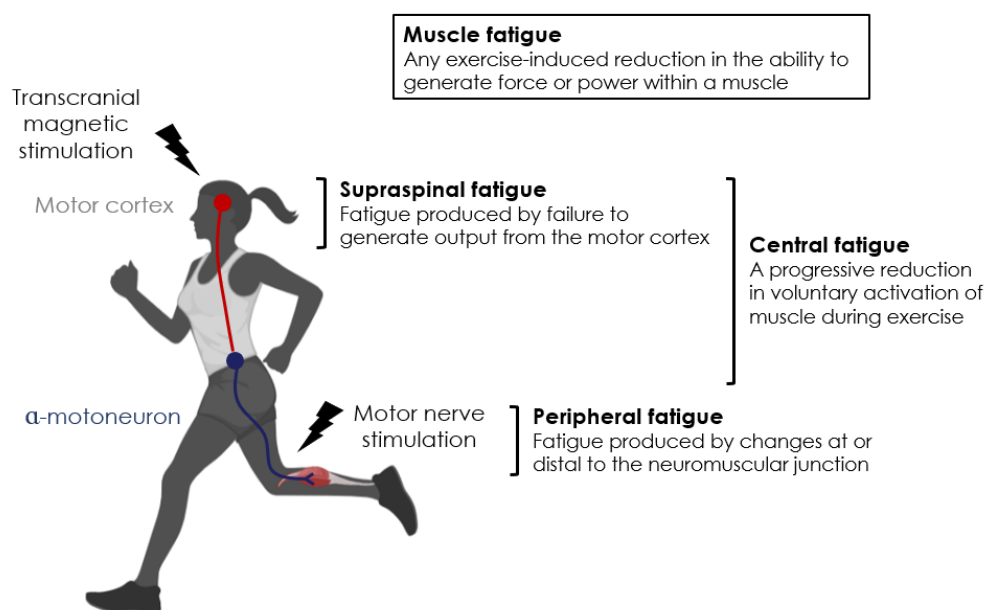 Muscle fatigue
Any exercise-induced reduction in the ability to
generate force or power within a muscle
Transcranial
magnetic
stimulation
Motor cortex
Supraspinal fatigue
Fatigue produced by failure to
generate output from the motor cortex
Central fatigue
A progressive reduction
in voluntary activation of
muscle during exercise
α-motoneuron
Motor nerve
stimulation
Peripheral fatigue
Fatigue produced by changes at or
distal to the neuromuscular junction